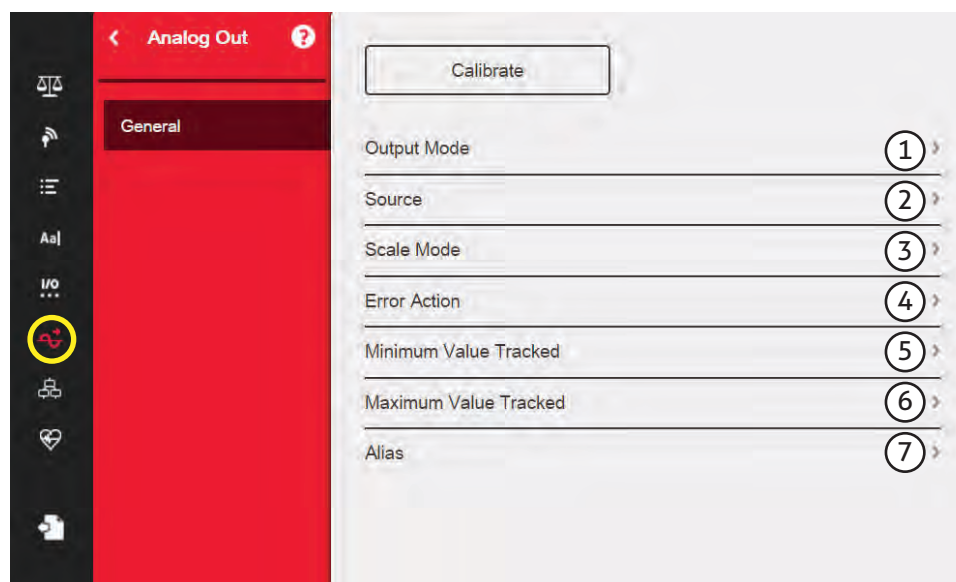 Analog Out ?
Aa|
I/O
General
Calibrate
Output Mode 1
Source 2
Scale Mode 3
Error Action 4
Minimum Value Tracked 5
Maximum Value Tracked 6
Alias 7